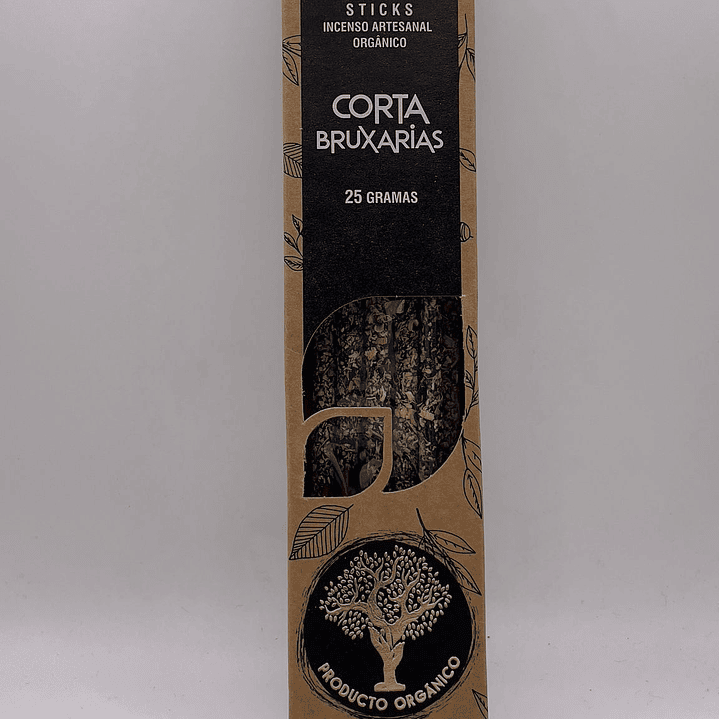 STICKS
INCENSO ARTESANAL
ORGÂNICO
CORTA
BRUXARIAS
25 GRAMAS
PRODUCTO ORGÁNICO